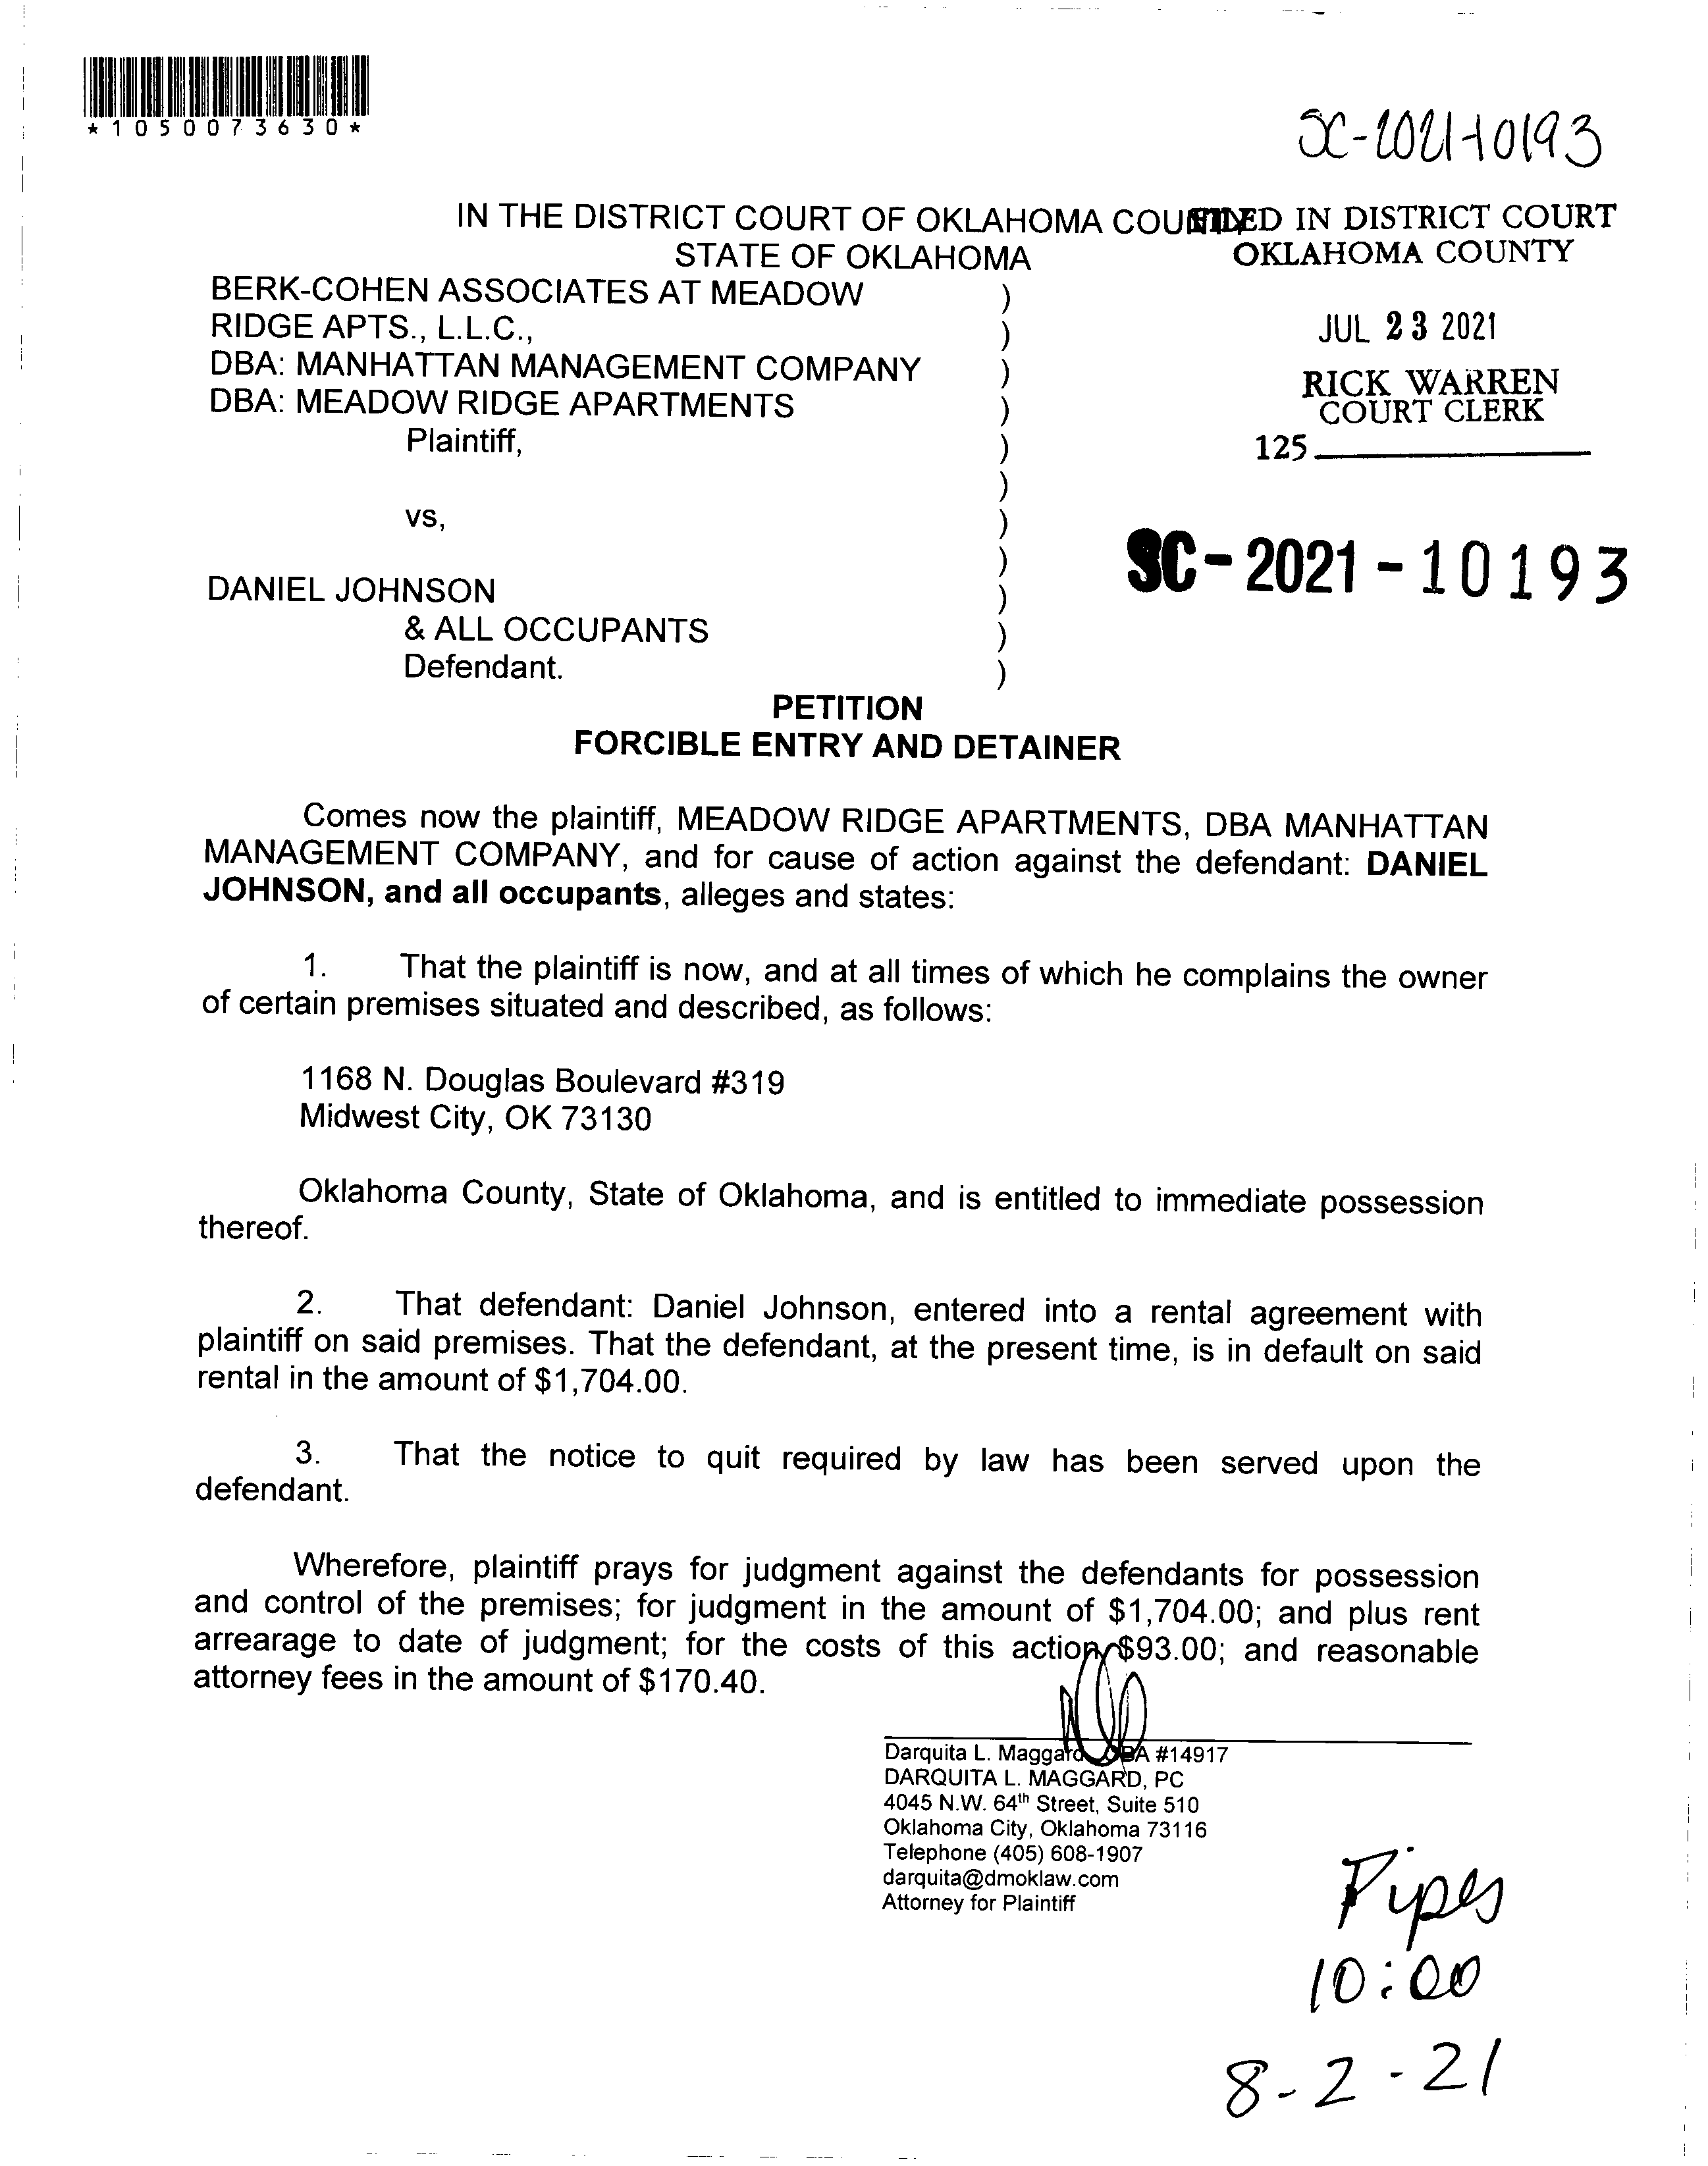 *1050073630*
SC-2021-10193
IN THE DISTRICT COURT OF OKLAHOMA COUNTY
STATE OF OKLAHOMA
FILED IN DISTRICT COURT
OKLAHOMA COUNTY
JUL 23 2021
RICK WARREN
COURT CLERK
125
SC-2021-10193
BERK-COHEN ASSOCIATES AT MEADOW )
RIDGE APTS., L.L.C., )
DBA: MANHATTAN MANAGEMENT COMPANY )
DBA: MEADOW RIDGE APARTMENTS )
Plaintiff, )
)
vs, )
)
DANIEL JOHNSON )
& ALL OCCUPANTS )
Defendant. )
PETITION
FORCIBLE ENTRY AND DETAINER
Comes now the plaintiff, MEADOW RIDGE APARTMENTS, DBA MANHATTAN
MANAGEMENT COMPANY, and for cause of action against the defendant: DANIEL
JOHNSON, and all occupants, alleges and states:
1. That the plaintiff is now, and at all times of which he complains the owner
of certain premises situated and described, as follows:
1168 N. Douglas Boulevard #319
Midwest City, OK 73130
Oklahoma County, State of Oklahoma, and is entitled to immediate possession
thereof.
2. That defendant: Daniel Johnson, entered into a rental agreement with
plaintiff on said premises. That the defendant, at the present time, is in default on said
rental in the amount of $1,704.00.
3. That the notice to quit required by law has been served upon the
defendant.
Wherefore, plaintiff prays for judgment against the defendants for possession
and control of the premises; for judgment in the amount of $1,704.00; and plus rent
arrearage to date of judgment; for the costs of this action, $93.00; and reasonable
attorney fees in the amount of $170.40.
Darquita L. Maggard OBA #14917
DARQUITA L. MAGGARD, PC
4045 N.W. 64th Street, Suite 510
Oklahoma City, Oklahoma 73116
Telephone (405) 608-1907
darquita@dmoklaw.com
Attorney for Plaintiff
Pipes
10:00
8-2-21